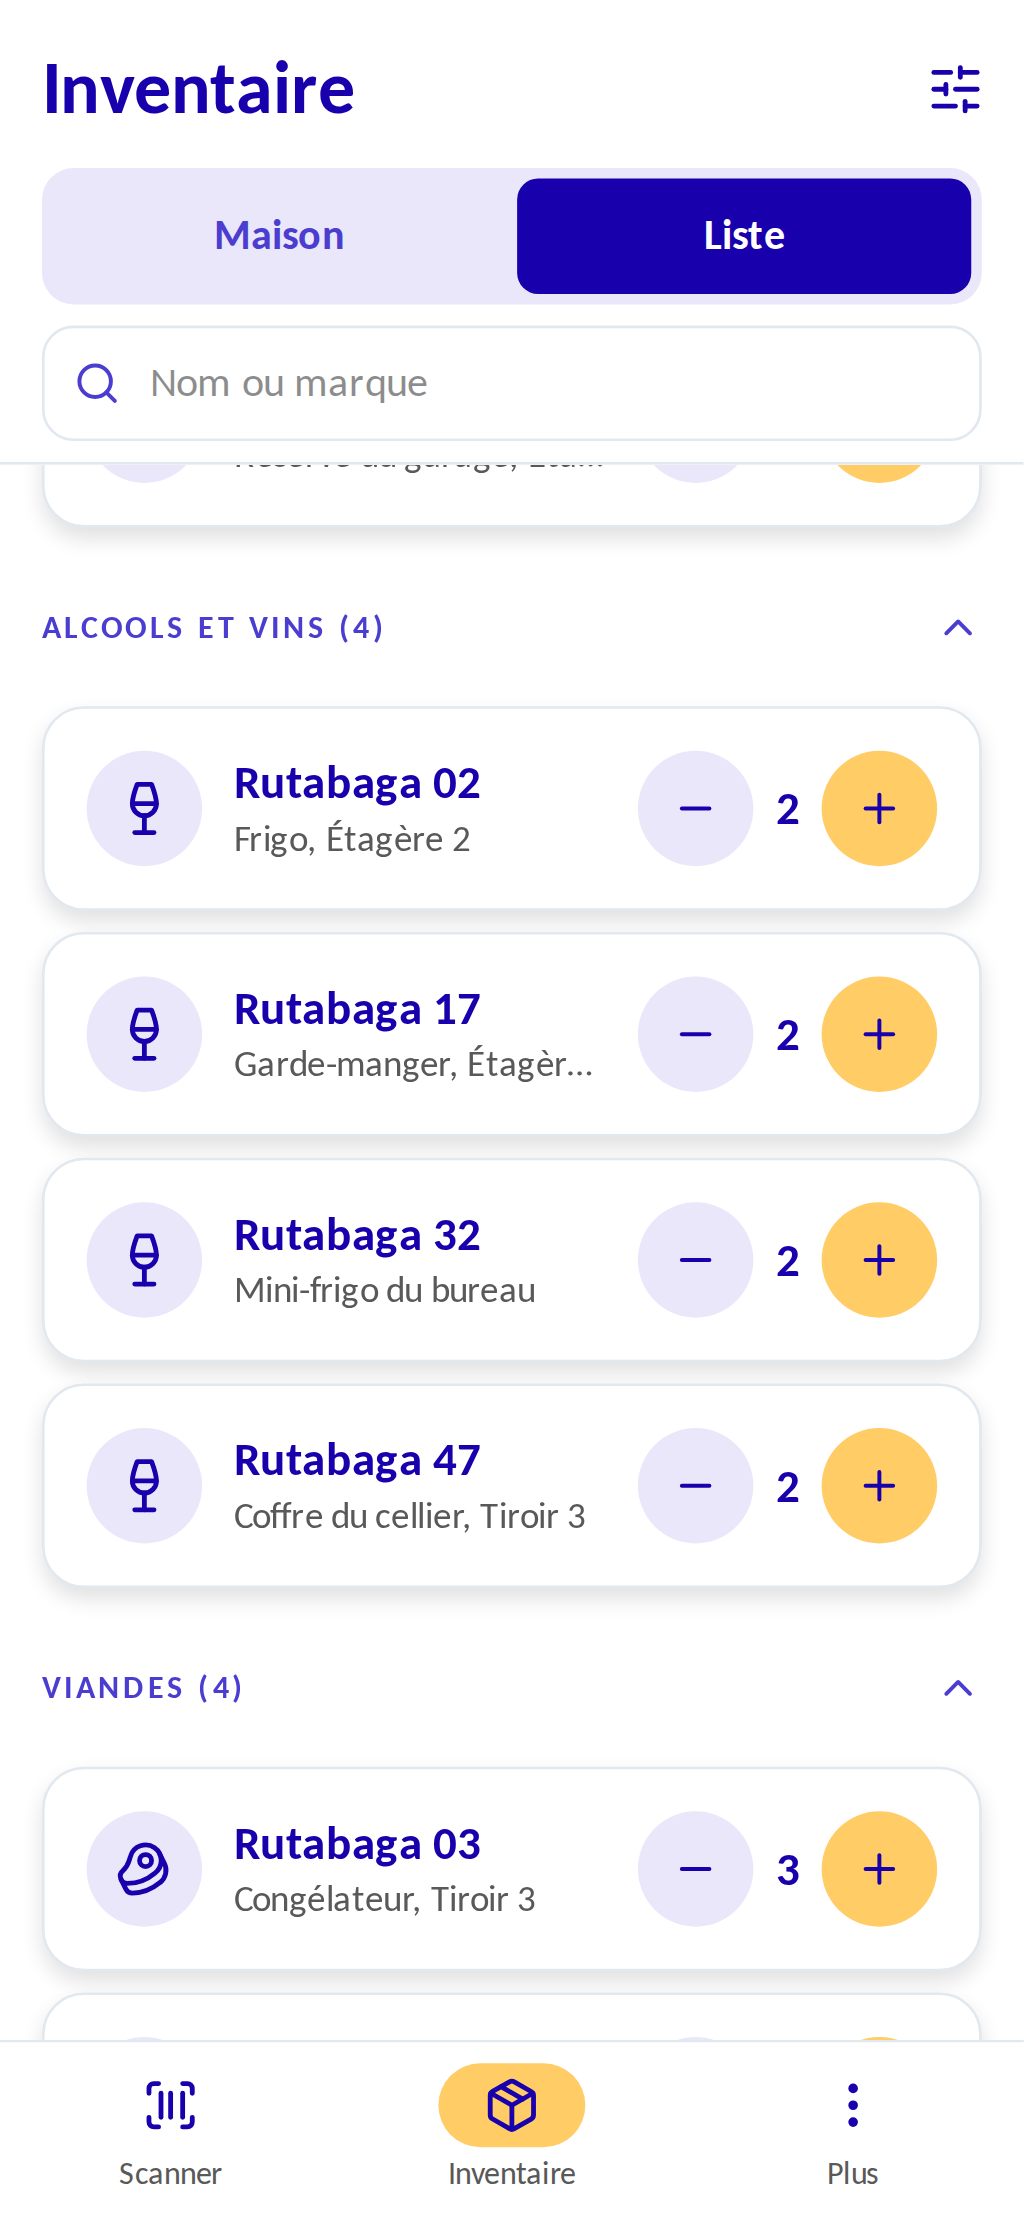 Inventaire
Maison
Liste
Nom ou marque
ALCOOLS ET VINS (4)
Rutabaga 02
Frigo, Étagère 2
2
Rutabaga 17
Garde-manger, Étagèr...
2
Rutabaga 32
Mini-frigo du bureau
2
Rutabaga 47
Coffre du cellier, Tiroir 3
2
VIANDES (4)
Rutabaga 03
Congélateur, Tiroir 3
3
Scanner
Inventaire
Plus